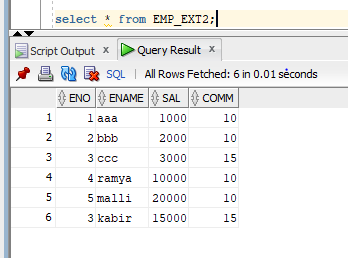 select * from EMP_EXT2;
Script Output × Query Result ×
SQL | All Rows Fetched: 6 in 0.01 seconds
ENO ENAME SAL COMM
1 1 aaa 1000 10
2 2 bbb 2000 10
3 3 ccc 3000 15
4 4 ramya 10000 10
5 5 malli 20000 10
6 3 kabir 15000 15